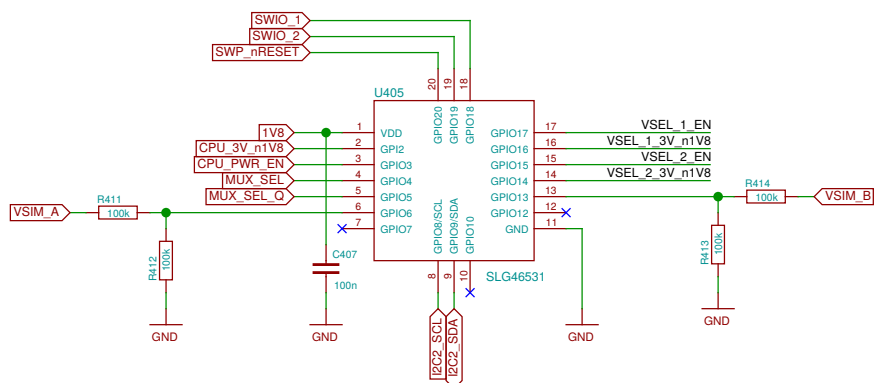 SWIO_1
SWIO_2
SWP_nRESET
U405
20
19
18
GPIO20
GPIO19
GPIO18
1V8
1
VDD
GPIO17
17
VSEL_1_EN
CPU_3V_n1V8
2
GPI2
GPIO16
16
VSEL_1_3V_n1V8
CPU_PWR_EN
3
GPIO3
GPIO15
15
VSEL_2_EN
MUX_SEL
4
GPIO4
GPIO14
14
VSEL_2_3V_n1V8
MUX_SEL_Q
5
GPIO5
GPIO13
13
R414
100k
VSIM_B
VSIM_A
R411
100k
6
GPIO6
GPIO12
12
7
GPIO7
GND
11
GPIO8/SCL
GPIO9/SDA
GPIO10
R412
100k
C407
100n
8
9
10
SLG46531
R413
100k
GND
GND
I2C2_SCL
I2C2_SDA
GND
GND